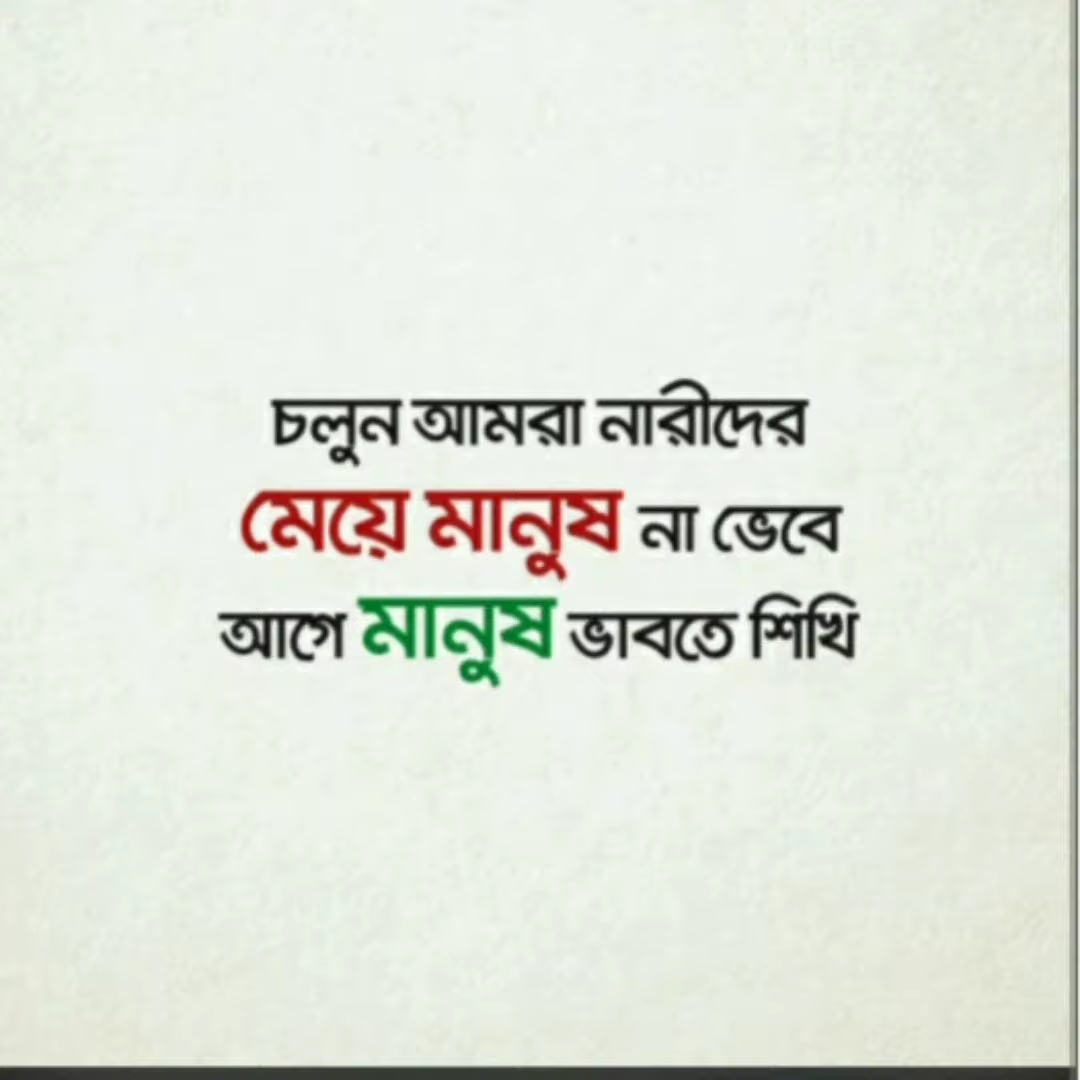 চলুন আমরা নারীদের
মেয়ে মানুষ না ভেবে
আগে মানুষ ভাবতে শিখি